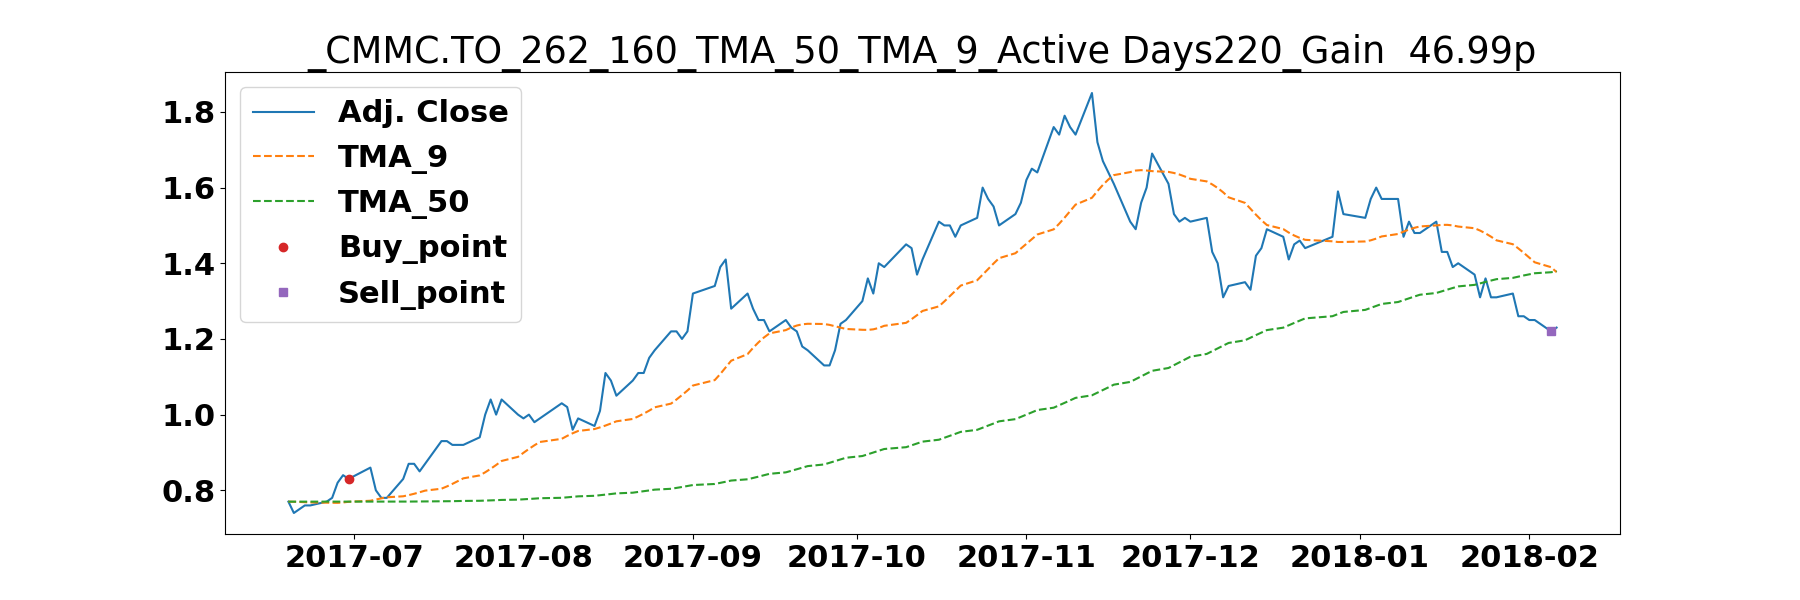 _CMMC.TO_262_160_TMA_50_TMA_9_Active Days220_Gain  46.99p
1.8
1.6
1.4
1.2
1.0
0.8
Adj. Close
TMA_9
TMA_50
Buy_point
Sell_point
2017-07 2017-08 2017-09 2017-10 2017-11 2017-12 2018-01 2018-02